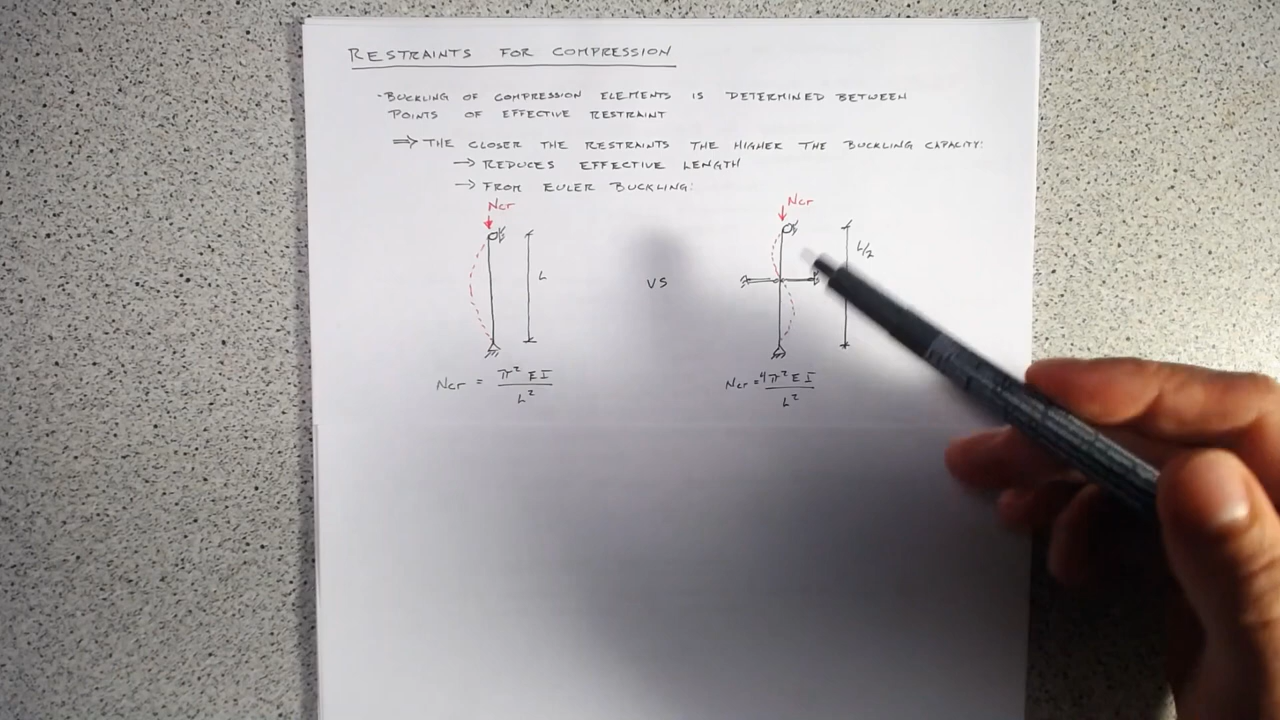 RESTRAINTS FOR COMPRESSION
- BUCKLING OF COMPRESSION ELEMENTS IS DETERMINED BETWEEN
POINTS OF EFFECTIVE RESTRAINT
⇒ THE CLOSER THE RESTRAINTS THE HIGHER THE BUCKLING CAPACITY:
→ REDUCES EFFECTIVE LENGTH
→ FROM EULER BUCKLING:
Ncr
Ncr
L
VS
L/2
Ncr = π² E I / L²
Ncr = 4π² E I / L²